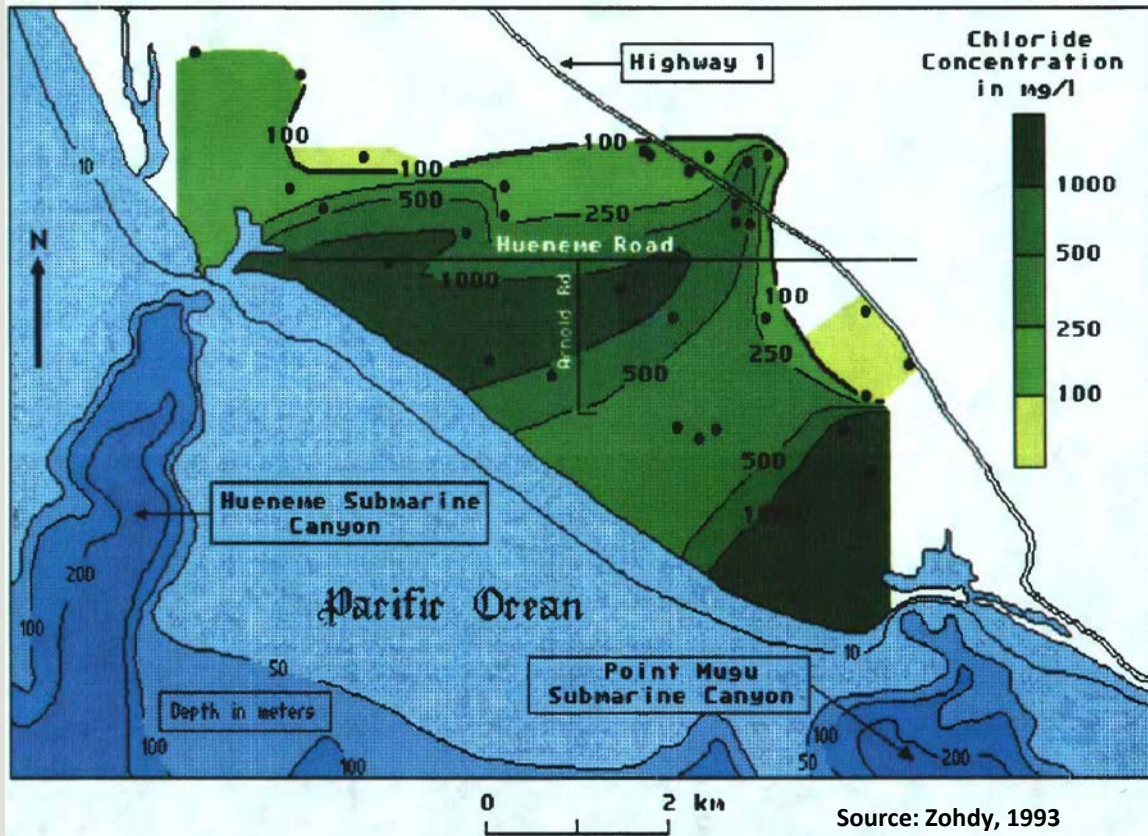 Highway 1
Chloride
Concentration
in mg/l
1000
500
250
100
10
100
100
100
500
250
N
Hueneme Road
1000
Arnold Rd
100
250
500
500
Hueneme Submarine
Canyon
200
100
Pacific Ocean
10
50
Point Mugu
Submarine Canyon
Depth in meters
100
100
100
50
200
0 2 km
Source: Zohdy, 1993